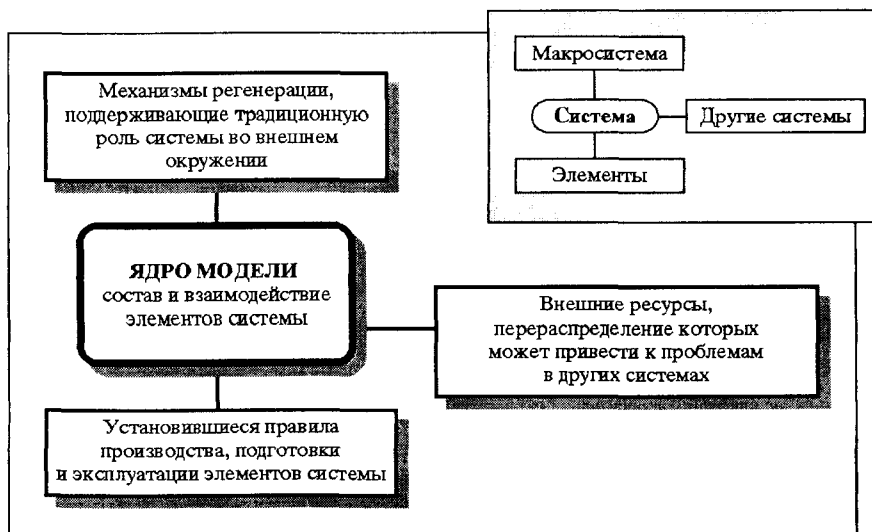 Макросистема
Система
Другие системы
Элементы
Механизмы регенерации,
поддерживающие традиционную
роль системы во внешнем
окружении
ЯДРО МОДЕЛИ
состав и взаимодействие
элементов системы
Внешние ресурсы,
перераспределение которых
может привести к проблемам
в других системах
Установившиеся правила
производства, подготовки
и эксплуатации элементов системы